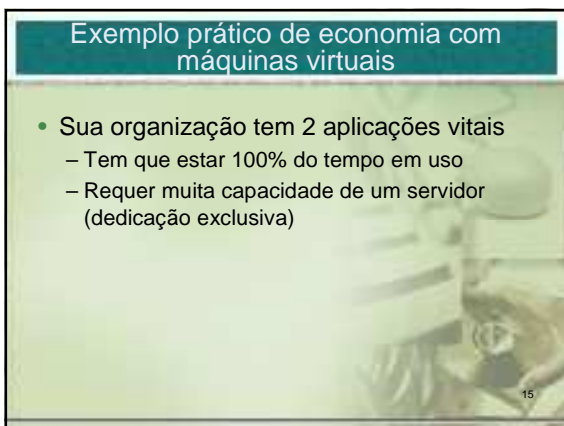 Exemplo prático de economia com
máquinas virtuais
• Sua organização tem 2 aplicações vitais
– Tem que estar 100% do tempo em uso
– Requer muita capacidade de um servidor
(dedicação exclusiva)
15